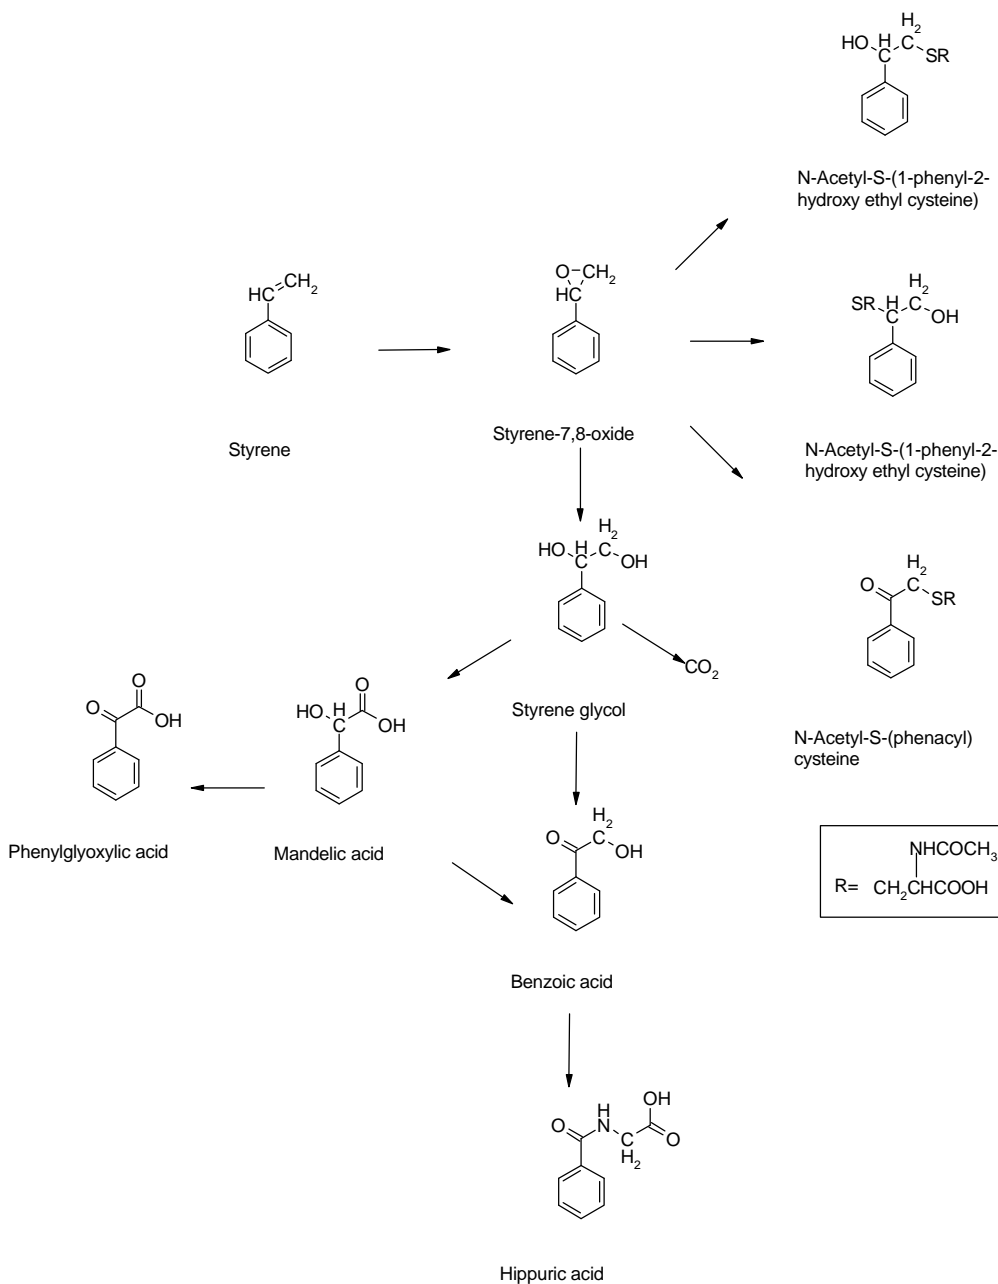 H2
HO H C
C SR
N-Acetyl-S-(1-phenyl-2-
hydroxy ethyl cysteine)
HC CH2
O CH2
HC
H2
SR H C
C OH
Styrene
Styrene-7,8-oxide
N-Acetyl-S-(1-phenyl-2-
hydroxy ethyl cysteine)
H2
HO H C
C OH
H2
O C
SR
CO2
O
O
OH
O
HO H
C OH
Styrene glycol
N-Acetyl-S-(phenacyl)
cysteine
Phenylglyoxylic acid
Mandelic acid
H2
O C
OH
NHCOCH3
R= CH2CHCOOH
Benzoic acid
OH
H
O N C O
H2
Hippuric acid